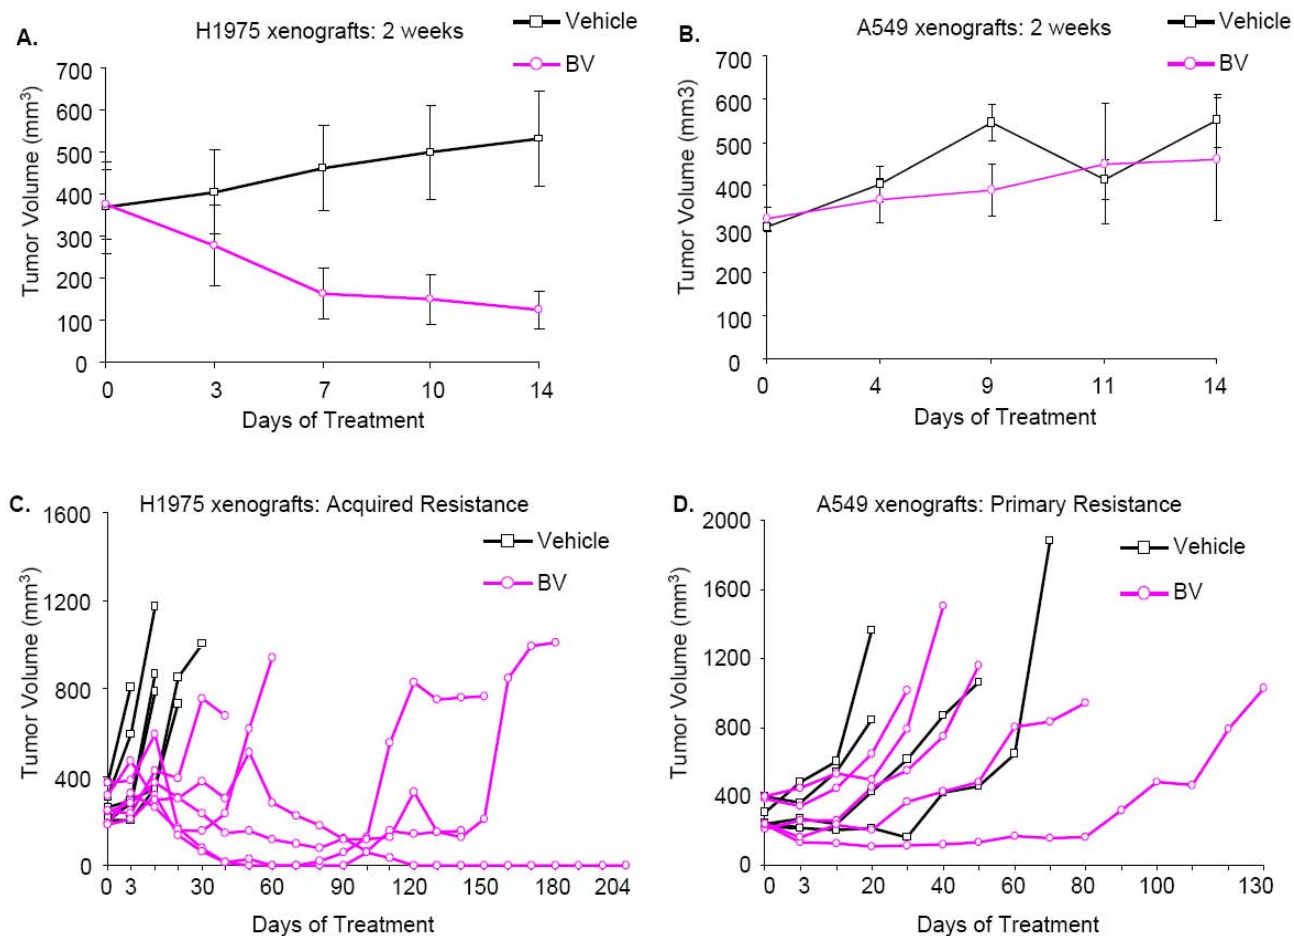 A.
H1975 xenografts: 2 weeks
Vehicle
BV
Tumor Volume (mm³)
700
600
500
400
300
200
100
0
0 3 7 10 14
Days of Treatment
B.
A549 xenografts: 2 weeks
Vehicle
BV
Tumor Volume (mm3)
700
600
500
400
300
200
100
0
0 4 9 11 14
Days of Treatment
C.
H1975 xenografts: Acquired Resistance
Vehicle
BV
Tumor Volume (mm³)
1600
1200
800
400
0
0 3 30 60 90 120 150 180 204
Days of Treatment
D.
A549 xenografts: Primary Resistance
Vehicle
BV
Tumor Volume (mm³)
2000
1600
1200
800
400
0
0 3 20 40 60 80 100 130
Days of Treatment